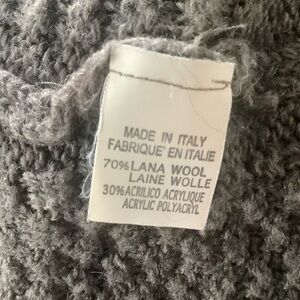 MADE IN ITALY
FABRIQUE' EN ITALIE
70%LANA WOOL
LAINE WOLLE
30%ACRILICO ACRYLIQUE
ACRYLIC POLYACRYL